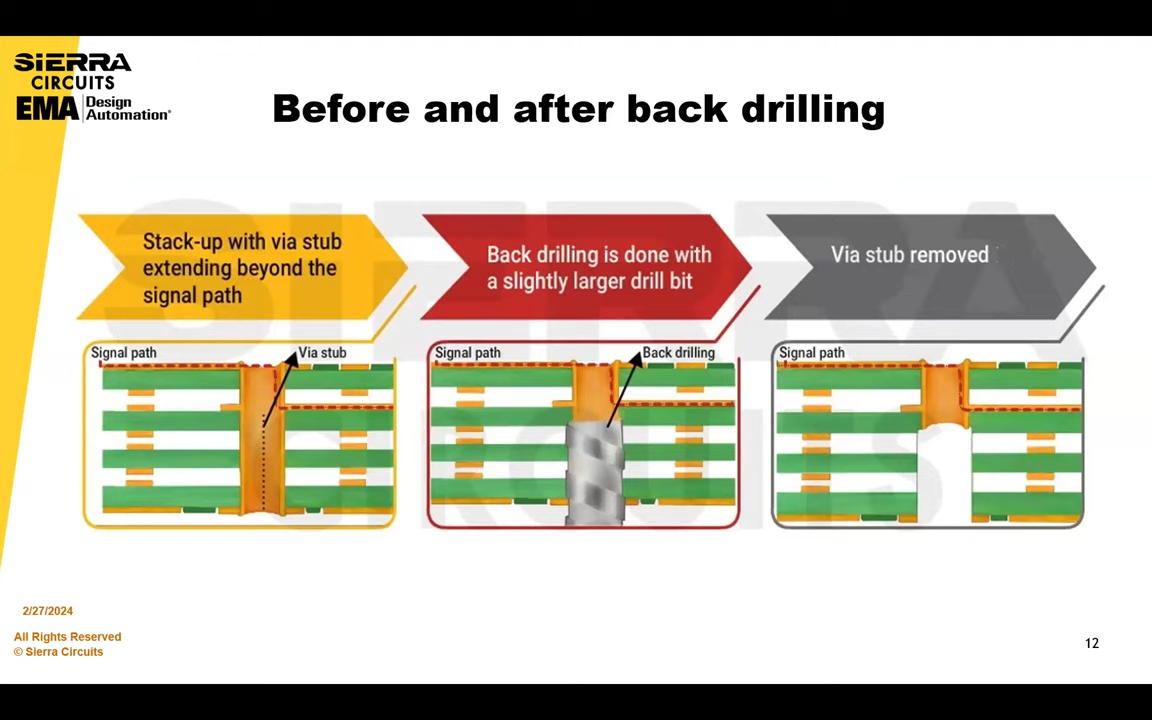 SIERRA
CIRCUITS
EMA Design
Automation®
Before and after back drilling
Stack-up with via stub
extending beyond the
signal path
Back drilling is done with
a slightly larger drill bit
Via stub removed
Signal path
Via stub
Signal path
Back drilling
Signal path
SIERRA
CIRCUITS
2/27/2024
All Rights Reserved
© Sierra Circuits
12